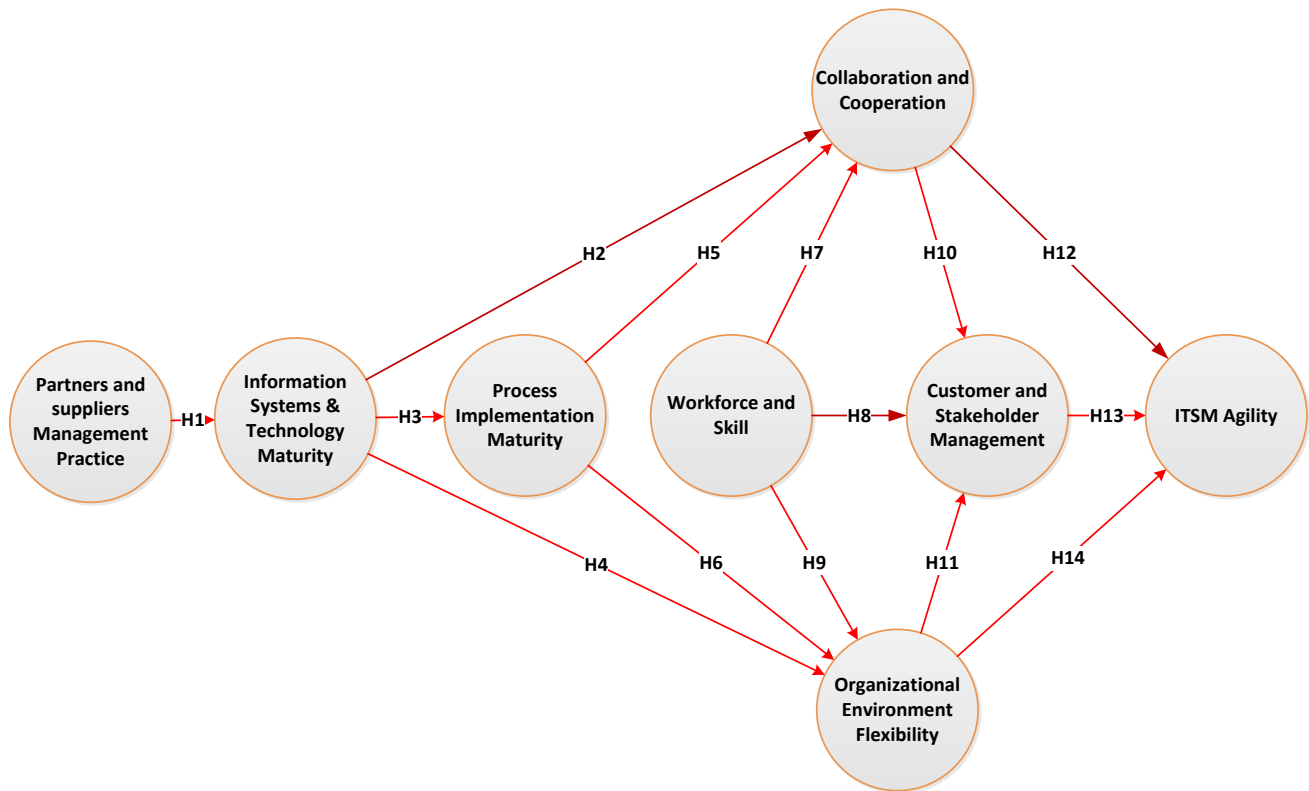 Collaboration and
Cooperation
H2
H5
H7
H10
H12
Partners and
suppliers
Management
Practice
H1
Information
Systems &
Technology
Maturity
H3
Process
Implementation
Maturity
Workforce and
Skill
H8
Customer and
Stakeholder
Management
H13
ITSM Agility
H4
H6
H9
H11
H14
Organizational
Environment
Flexibility